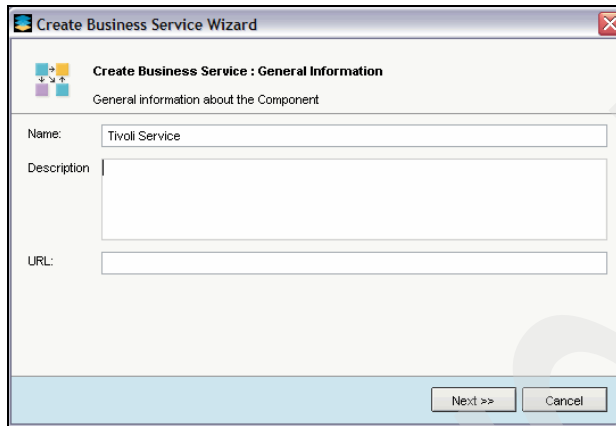 Create Business Service Wizard
Create Business Service : General Information
General information about the Component
Name: Tivoli Service
Description
URL:
Next >> Cancel